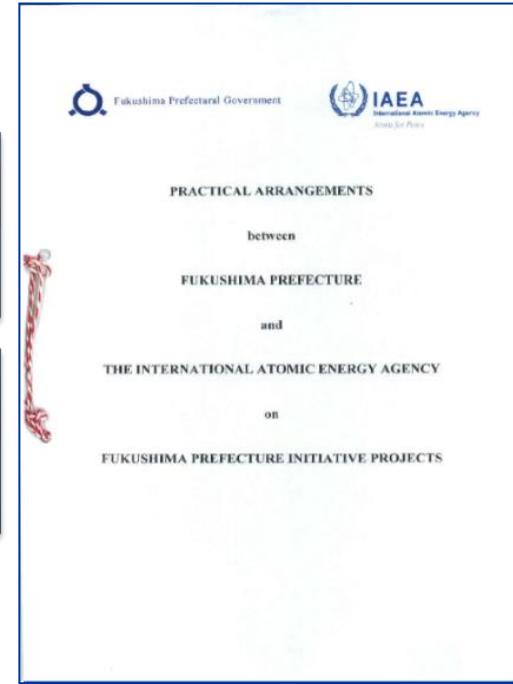 Fukushima Prefectural Government
IAEA
International Atomic Energy Agency
Atoms for Peace
PRACTICAL ARRANGEMENTS
between
FUKUSHIMA PREFECTURE
and
THE INTERNATIONAL ATOMIC ENERGY AGENCY
on
FUKUSHIMA PREFECTURE INITIATIVE PROJECTS